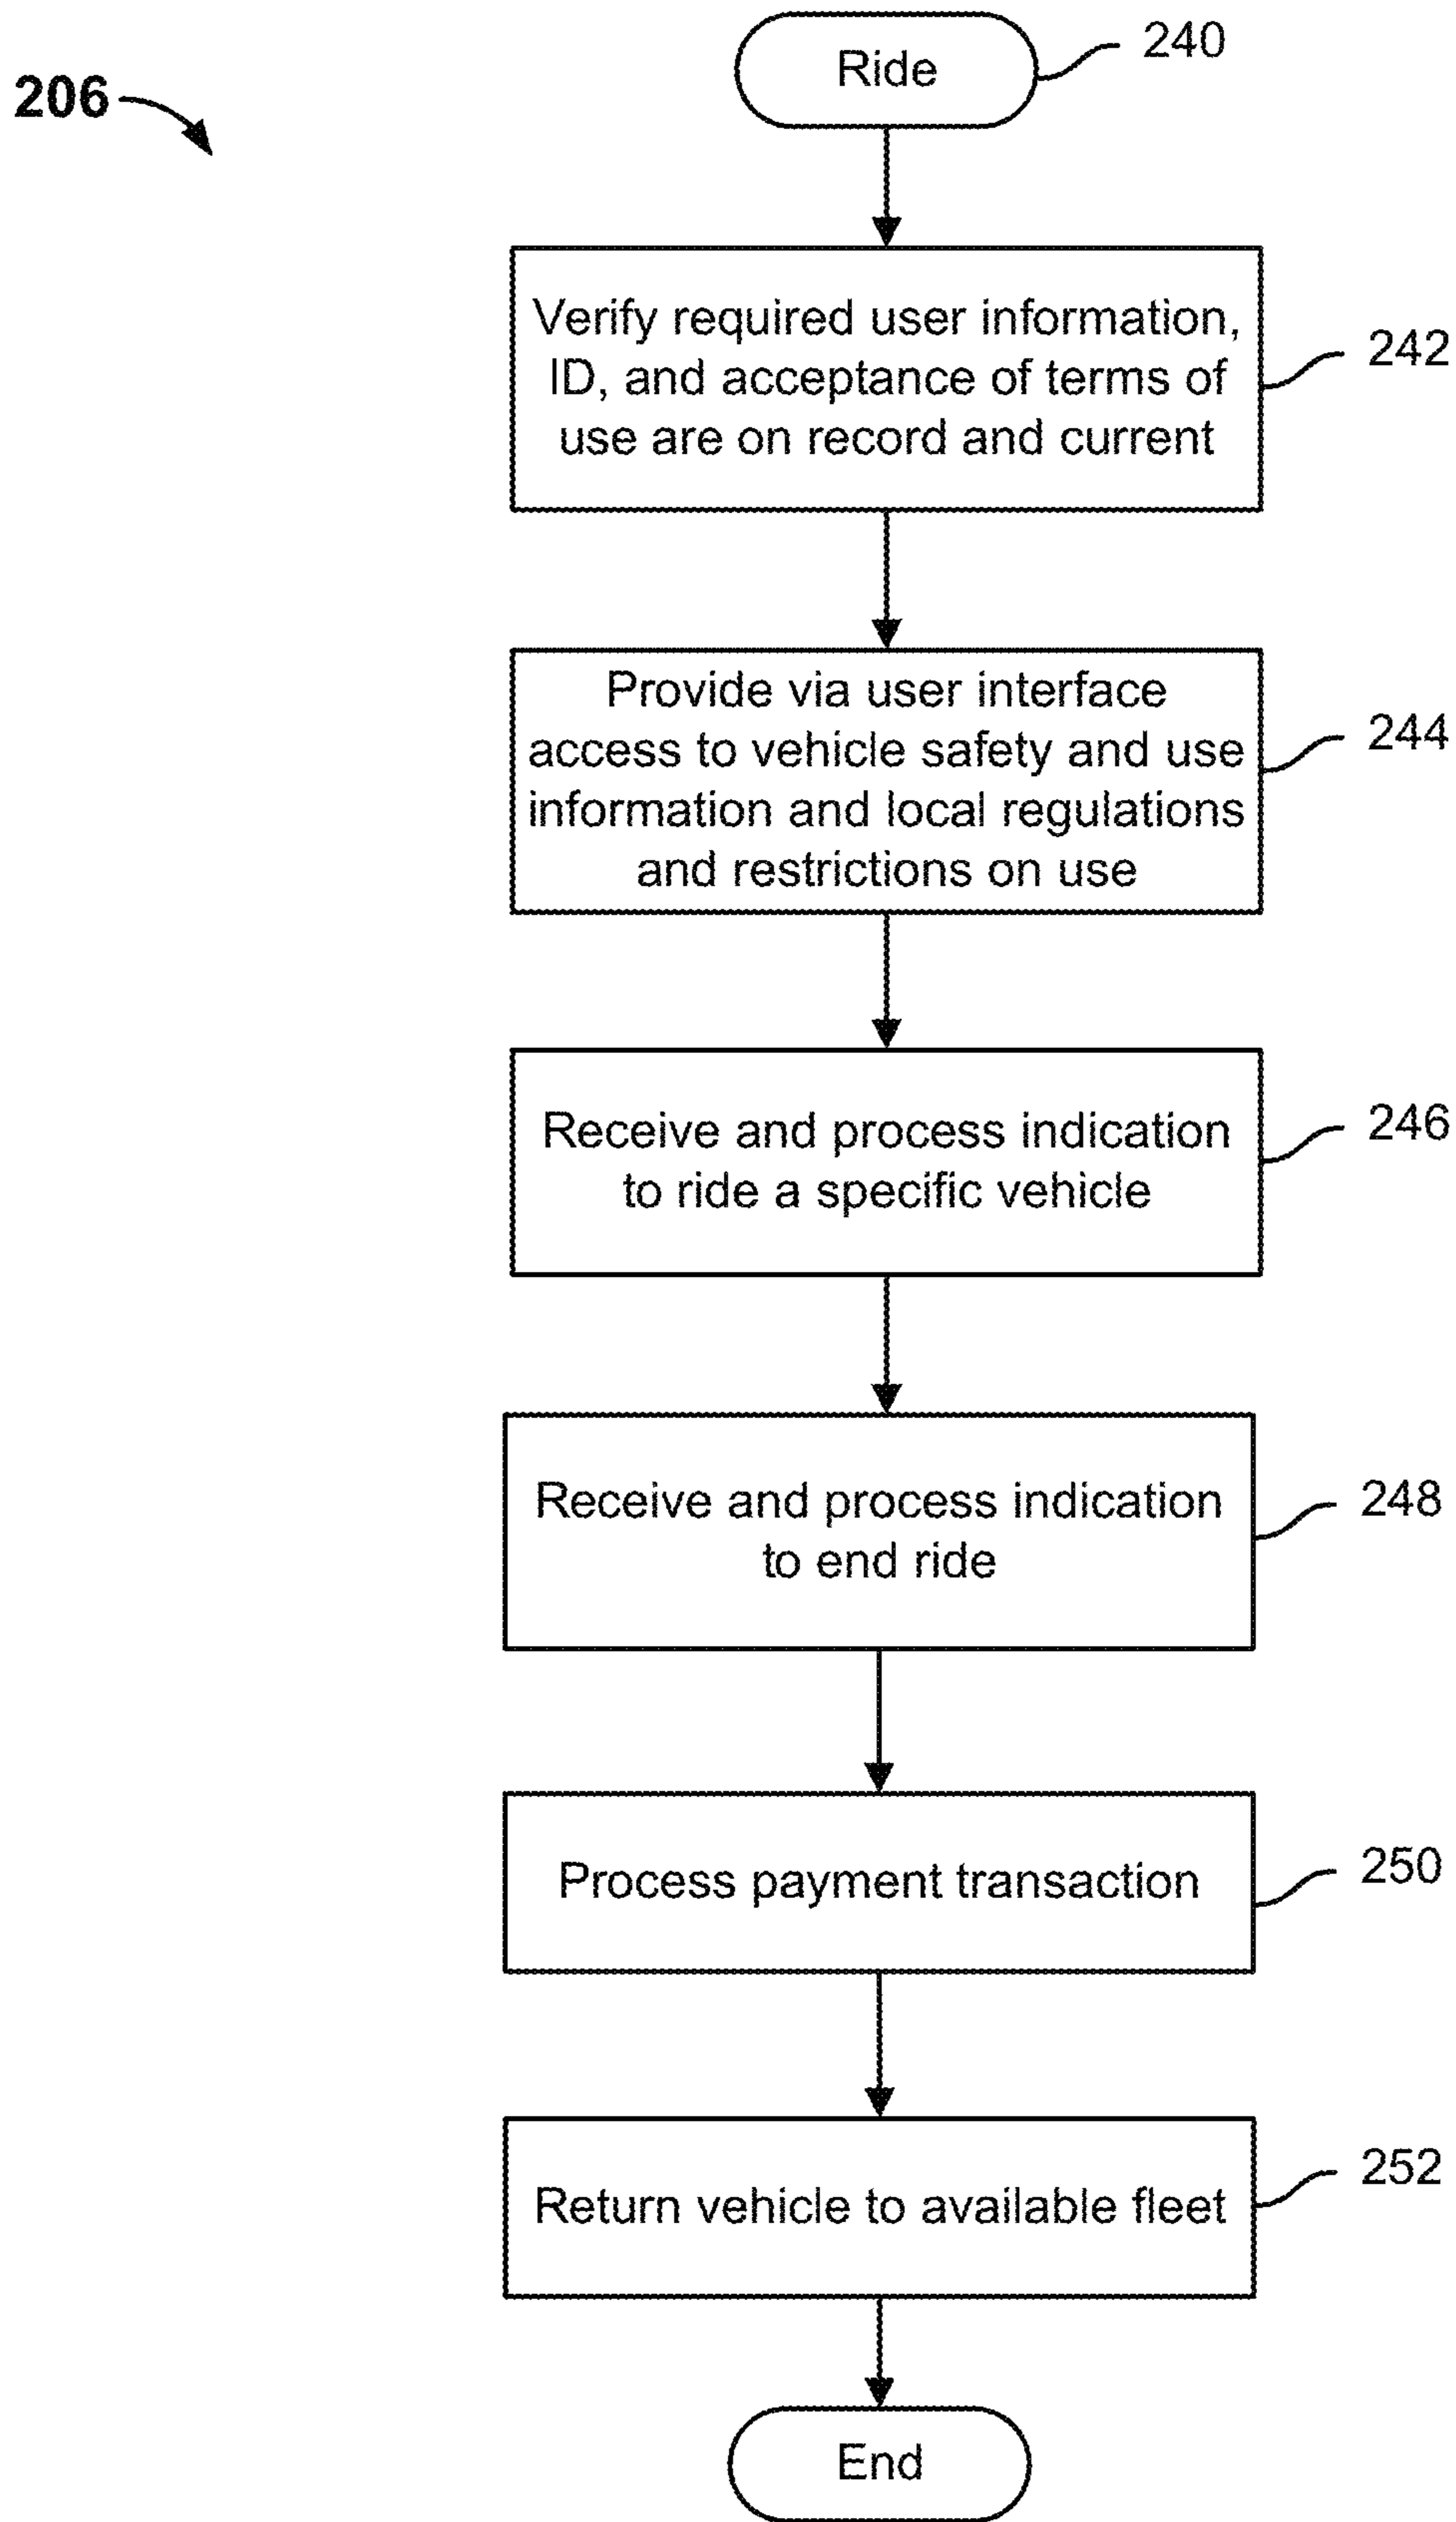 206
Ride
240
Verify required user information,
ID, and acceptance of terms of
use are on record and current
242
Provide via user interface
access to vehicle safety and use
information and local regulations
and restrictions on use
244
Receive and process indication
to ride a specific vehicle
246
Receive and process indication
to end ride
248
Process payment transaction
250
Return vehicle to available fleet
252
End